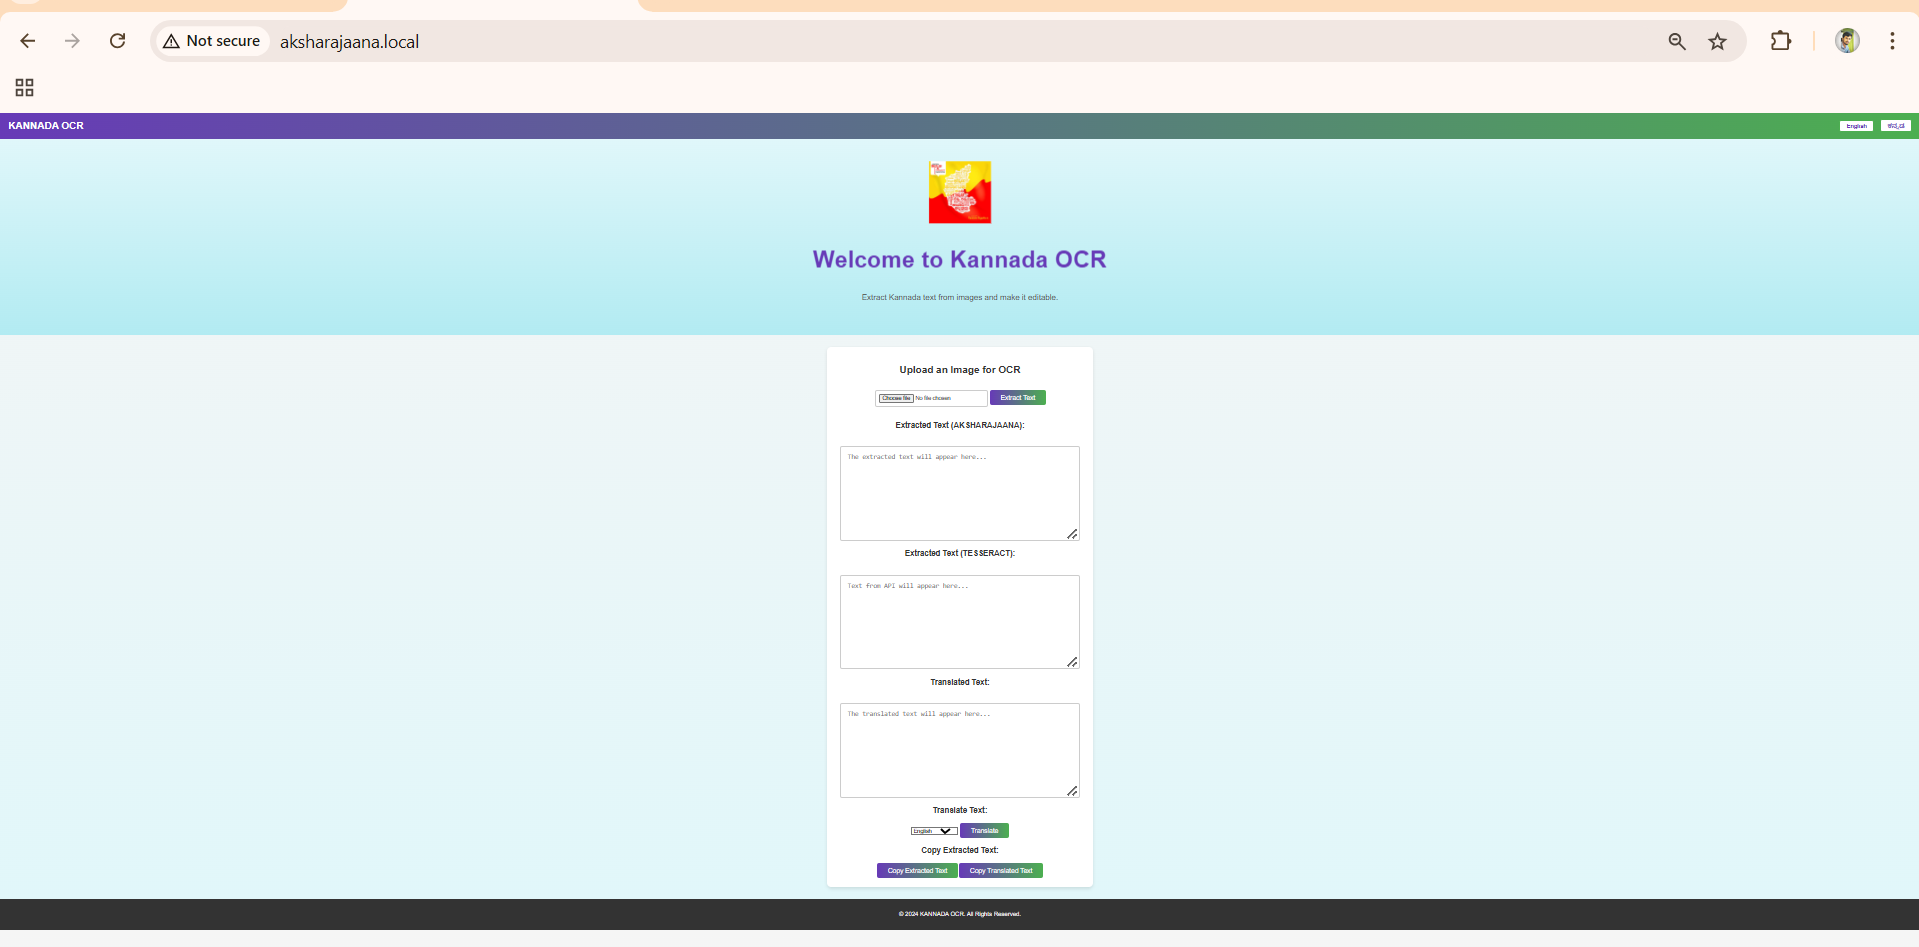 Not secure
aksharajaana.local
KANNADA OCR
English
ಕನ್ನಡ
Welcome to Kannada OCR
Extract Kannada text from images and make it editable.
Upload an Image for OCR
Choose file No file chosen
Extract Text
Extracted Text (AKSHARAJAANA):
The extracted text will appear here...
Extracted Text (TESSERACT):
Text from API will appear here...
Translated Text:
The translated text will appear here...
Translate Text:
English
Translate
Copy Extracted Text:
Copy Extracted Text
Copy Translated Text
© 2024 KANNADA OCR. All Rights Reserved.